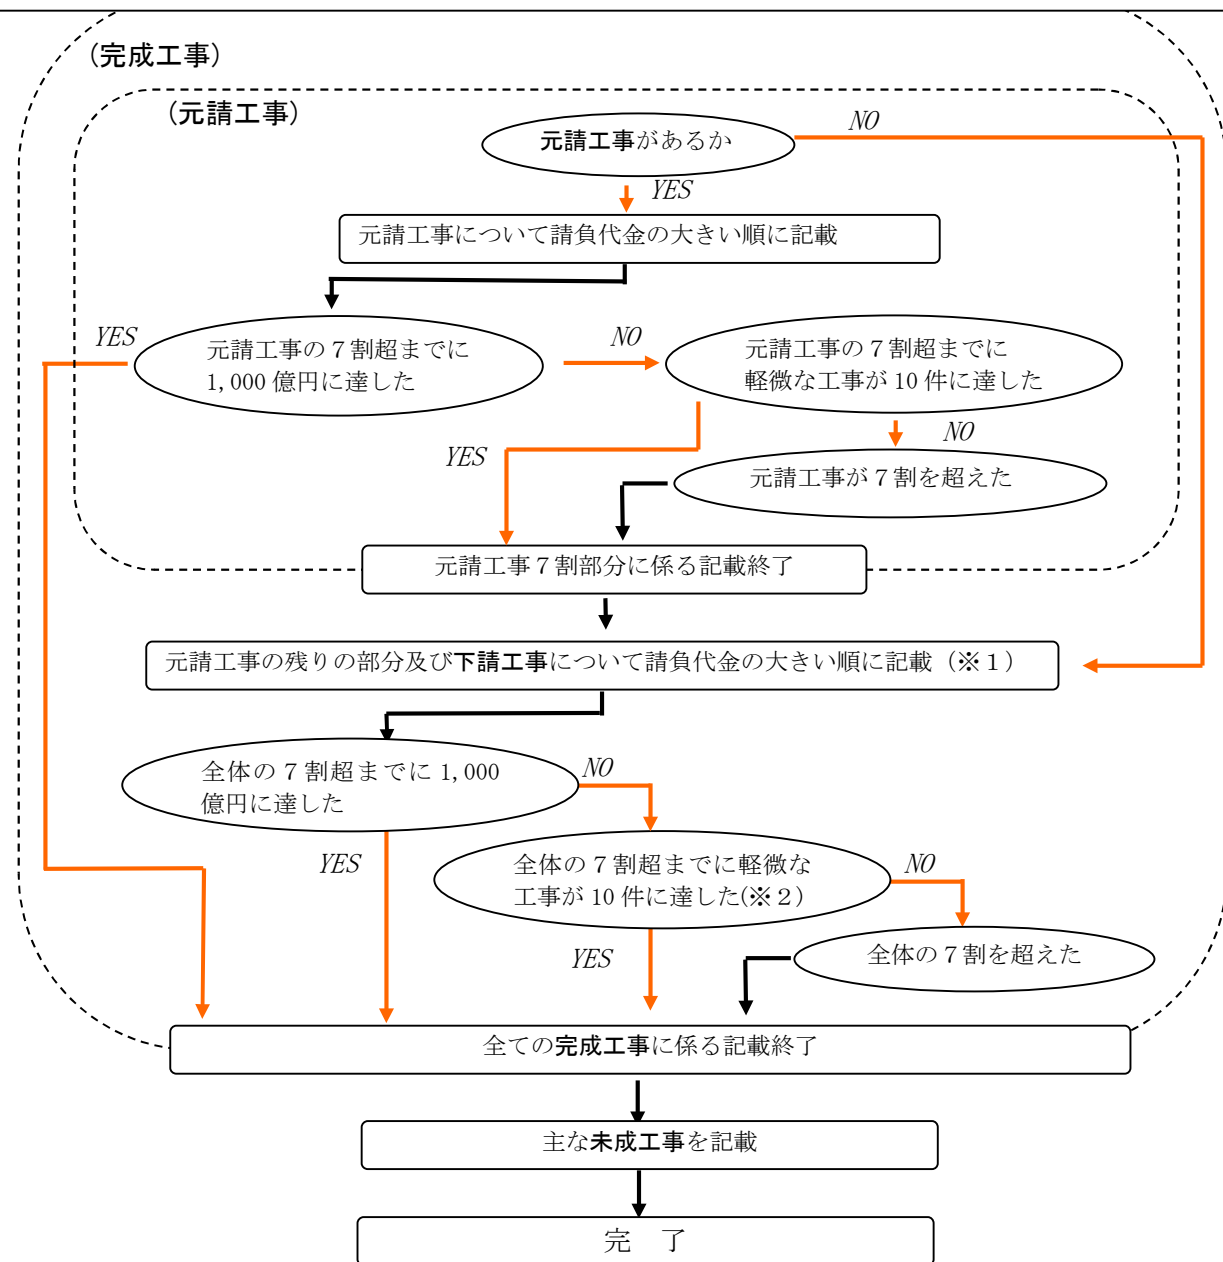 (完成工事)
(元請工事)
元請工事があるか
NO
YES
元請工事について請負代金の大きい順に記載
YES
元請工事の７割超までに
1,000 億円に達した
NO
元請工事の７割超までに
軽微な工事が 10 件に達した
YES
NO
元請工事が７割を超えた
元請工事７割部分に係る記載終了
元請工事の残りの部分及び下請工事について請負代金の大きい順に記載（※１）
全体の７割超までに 1,000
億円に達した
NO
YES
全体の７割超までに軽微な
工事が 10 件に達した(※２)
NO
YES
全体の７割を超えた
全ての完成工事に係る記載終了
主な未成工事を記載
完　了